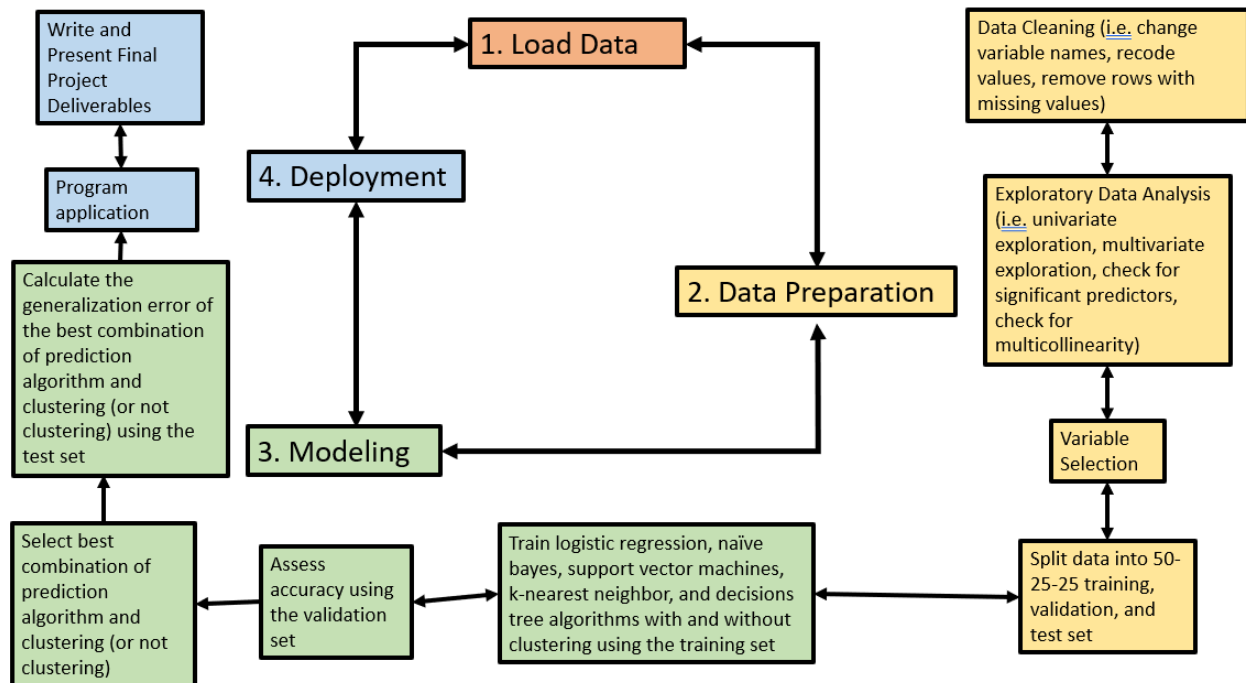 Write and
Present Final
Project
Deliverables
Program
application
Calculate the
generalization error of
the best combination
of prediction
algorithm and
clustering (or not
clustering) using the
test set
Select best
combination of
prediction
algorithm and
clustering (or not
clustering)
1. Load Data
4. Deployment
2. Data Preparation
3. Modeling
Assess
accuracy using
the validation
set
Train logistic regression, naïve
bayes, support vector machines,
k-nearest neighbor, and decisions
tree algorithms with and without
clustering using the training set
Data Cleaning (i.e. change
variable names, recode
values, remove rows with
missing values)
Exploratory Data Analysis
(i.e. univariate
exploration, multivariate
exploration, check for
significant predictors,
check for
multicollinearity)
Variable
Selection
Split data into 50-
25-25 training,
validation, and
test set